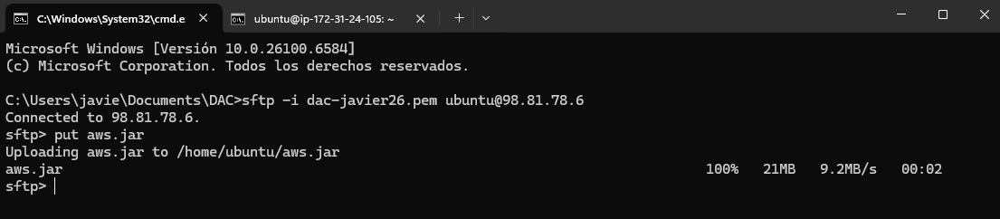 C:\Windows\System32\cmd.e:
ubuntu@ip-172-31-24-105: ~
Microsoft Windows [Versión 10.0.26100.6584]
(c) Microsoft Corporation. Todos los derechos reservados.
C:\Users\javie\Documents\DAC>sftp -i dac-javier26.pem ubuntu@98.81.78.6
Connected to 98.81.78.6.
sftp> put aws.jar
Uploading aws.jar to /home/ubuntu/aws.jar
aws.jar 100% 21MB 9.2MB/s 00:02
sftp>